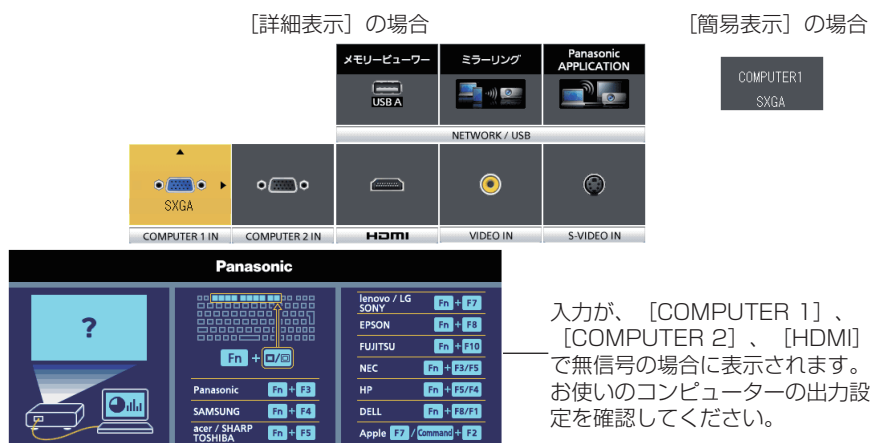 ［詳細表示］の場合
［簡易表示］の場合
メモリービューワー
ミラーリング
Panasonic
APPLICATION
USB A
NETWORK / USB
COMPUTER1
SXGA
SXGA
COMPUTER 1 IN
COMPUTER 2 IN
HDMI
VIDEO IN
S-VIDEO IN
Panasonic
?
Fn +
Panasonic Fn + F3
SAMSUNG Fn + F4
acer / SHARP
TOSHIBA Fn + F5
lenovo / LG
SONY Fn + F7
EPSON Fn + F8
FUJITSU Fn + F10
NEC Fn + F3/F5
HP Fn + F5/F4
DELL Fn + F8/F1
Apple F7 / Command + F2
入力が、［COMPUTER 1］、
［COMPUTER 2］、［HDMI］
で無信号の場合に表示されます。
お使いのコンピューターの出力設
定を確認してください。